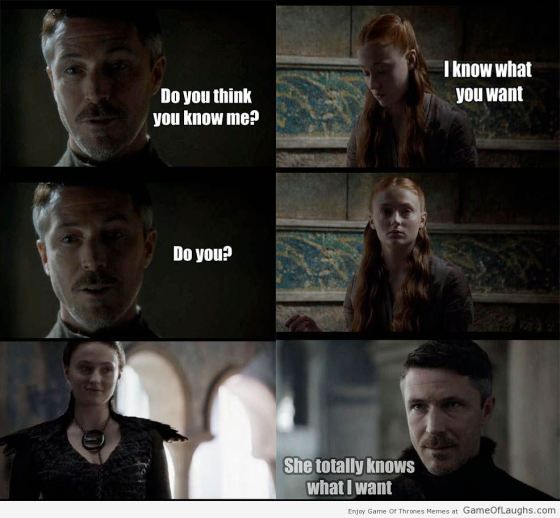 Do you think
you know me?
I know what
you want
Do you?
She totally knows
what I want
Enjoy Game Of Thrones Memes at GameOfLaughs.com